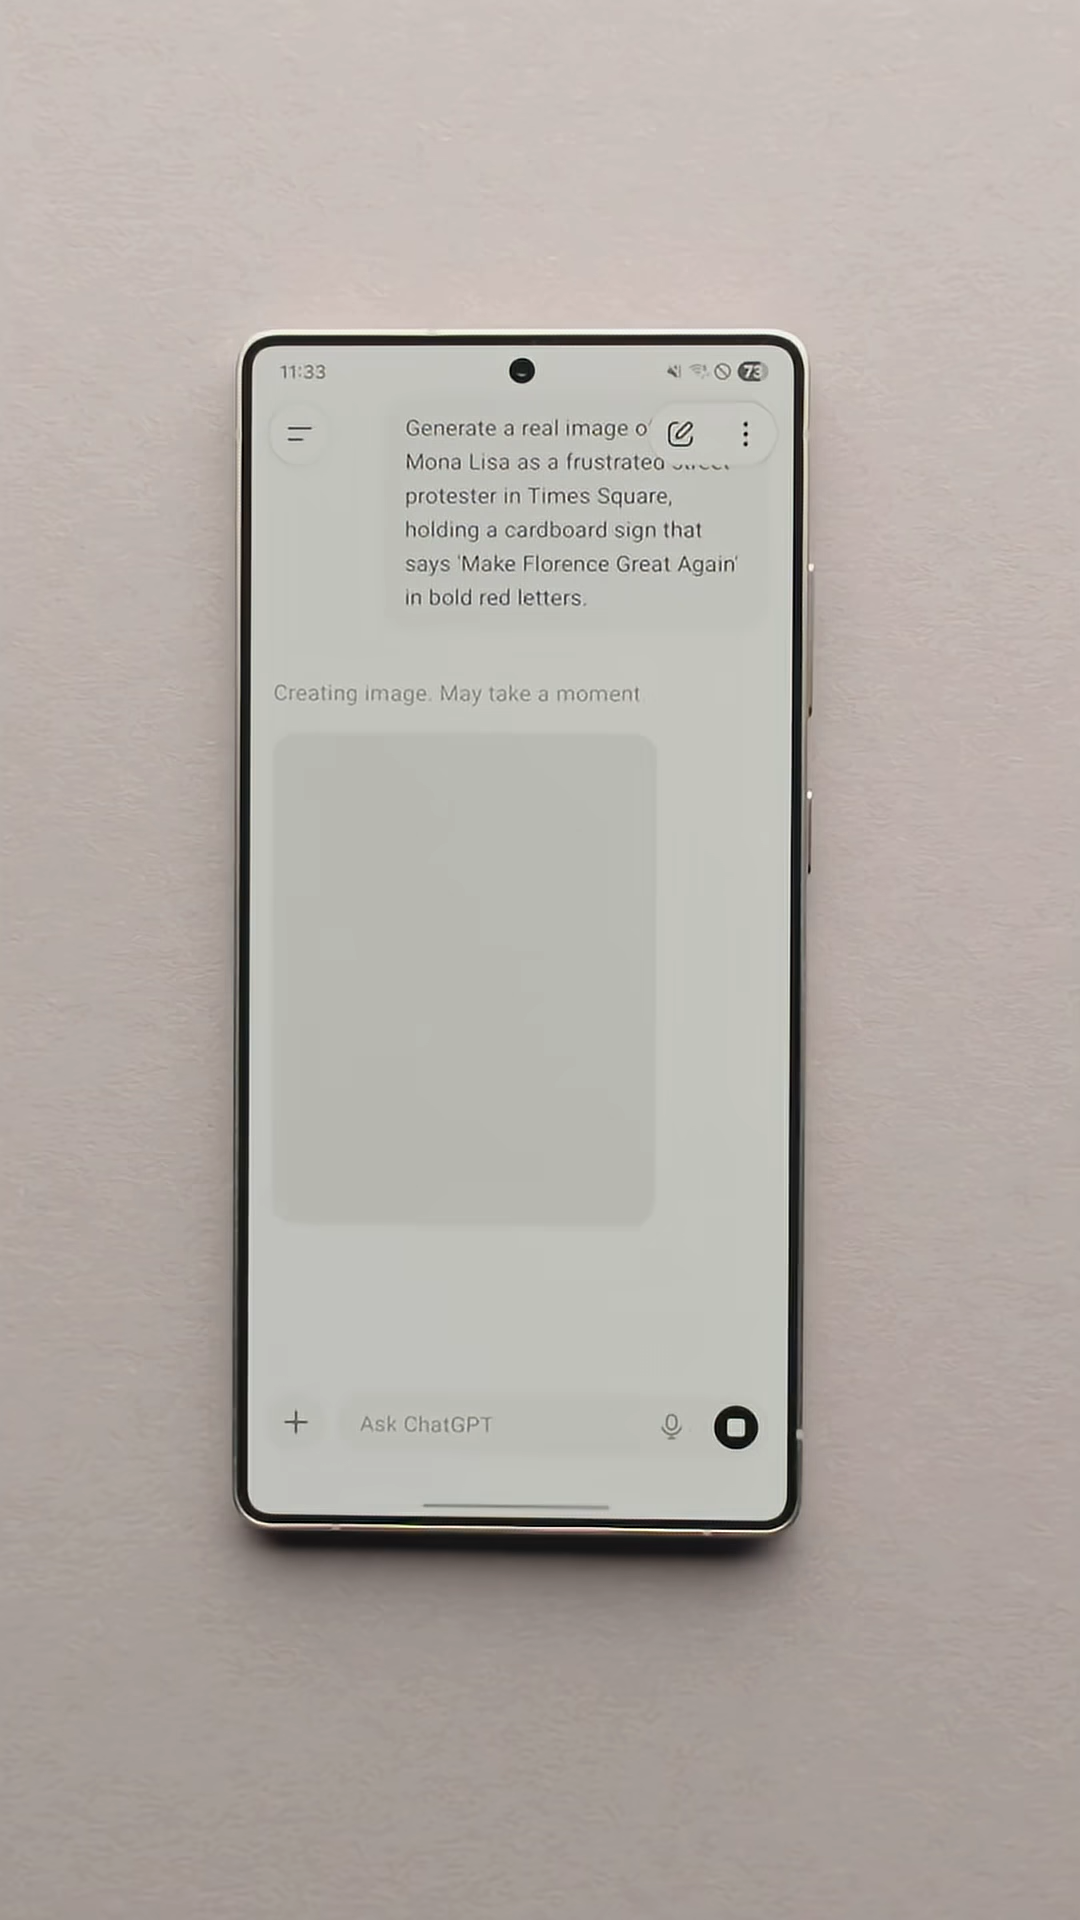 11:33
73
Generate a real image
Mona Lisa as a frustrated
protester in Times Square,
holding a cardboard sign that
says 'Make Florence Great Again'
in bold red letters.
Creating image. May take a moment
Ask ChatGPT